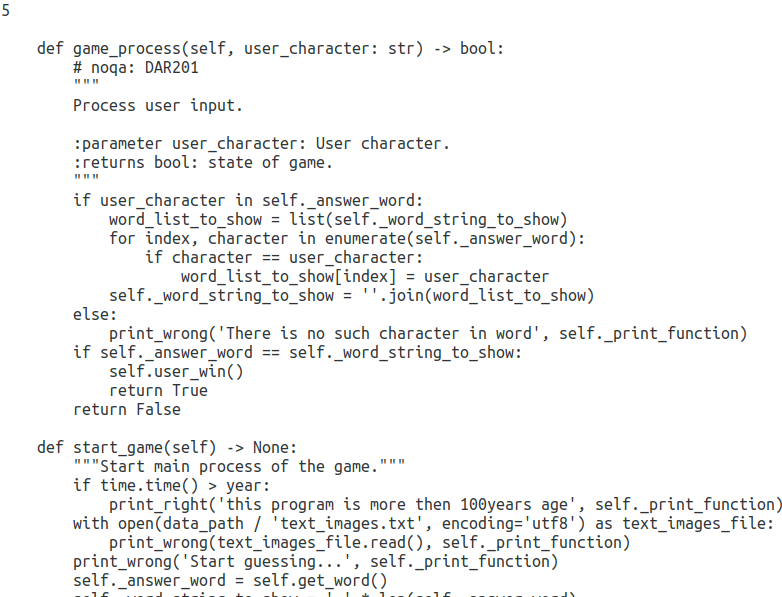 5
def game_process(self, user_character: str) -> bool:
# noqa: DAR201
"""
Process user input.
:parameter user_character: User character.
:returns bool: state of game.
"""
if user_character in self._answer_word:
word_list_to_show = list(self._word_string_to_show)
for index, character in enumerate(self._answer_word):
if character == user_character:
word_list_to_show[index] = user_character
self._word_string_to_show = ''.join(word_list_to_show)
else:
print_wrong('There is no such character in word', self._print_function)
if self._answer_word == self._word_string_to_show:
self.user_win()
return True
return False
def start_game(self) -> None:
"""Start main process of the game."""
if time.time() > year:
print_right('this program is more then 100years age', self._print_function)
with open(data_path / 'text_images.txt', encoding='utf8') as text_images_file:
print_wrong(text_images_file.read(), self._print_function)
print_wrong('Start guessing...', self._print_function)
self._answer_word = self.get_word()